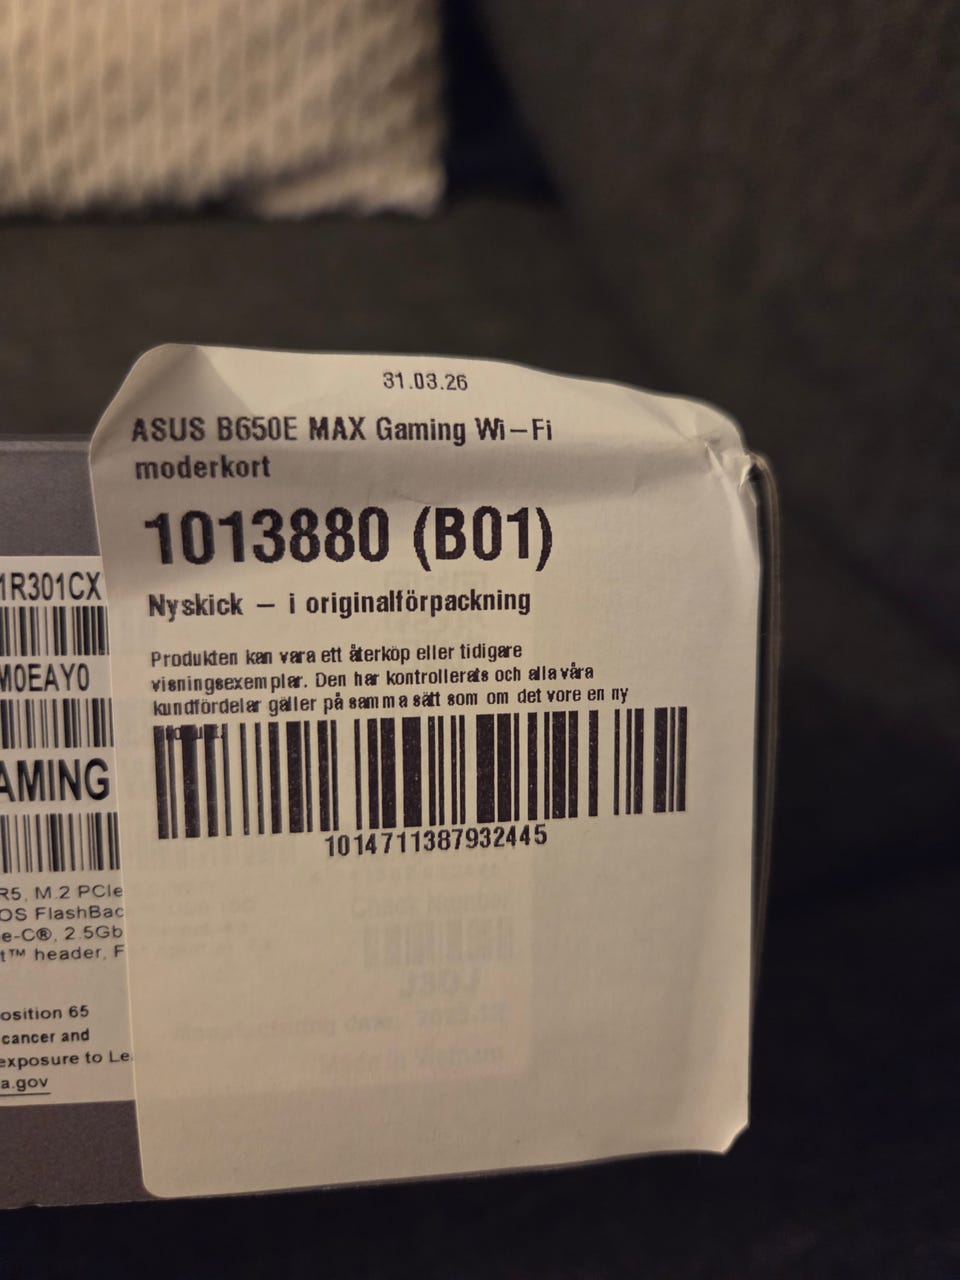 31.03.26
ASUS B650E MAX Gaming Wi-Fi
moderkort
1013880 (B01)
Nyskick – i originalförpackning
Produkten kan vara ett återköp eller tidigare
visningsexemplar. Den har kontrollerats och alla våra
kundfördelar gäller på samma sätt som om det vore en ny
1014711387932445
1R301CX
M0EAY0
AMING
R5, M.2 PCIe
OS FlashBac
e-C®, 2.5Gb
t™ header, F
osition 65
cancer and
exposure to Le
a.gov